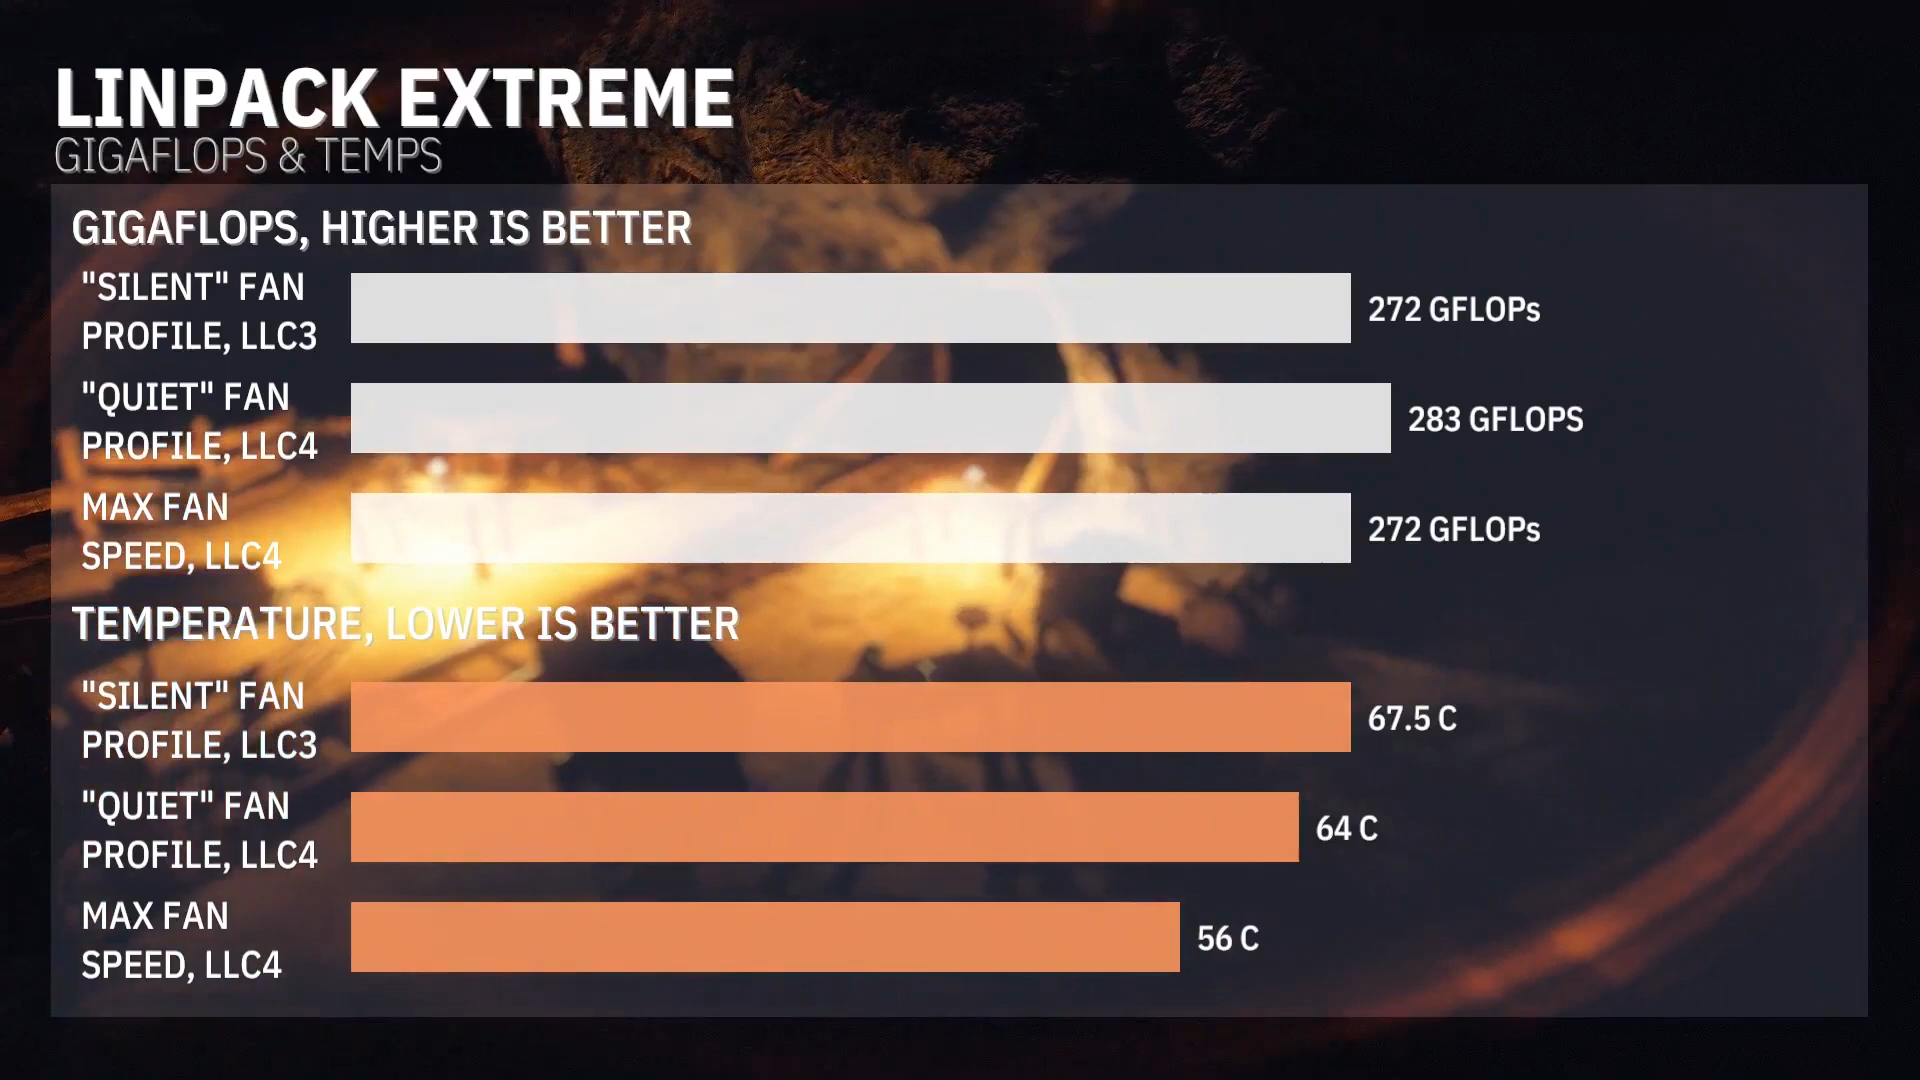 LINPACK EXTREME
GIGAFLOPS & TEMPS
GIGAFLOPS, HIGHER IS BETTER
"SILENT" FAN
PROFILE, LLC3
272 GFLOPs
"QUIET" FAN
PROFILE, LLC4
283 GFLOPS
MAX FAN
SPEED, LLC4
272 GFLOPs
TEMPERATURE, LOWER IS BETTER
"SILENT" FAN
PROFILE, LLC3
67.5 C
"QUIET" FAN
PROFILE, LLC4
64 C
MAX FAN
SPEED, LLC4
56 C